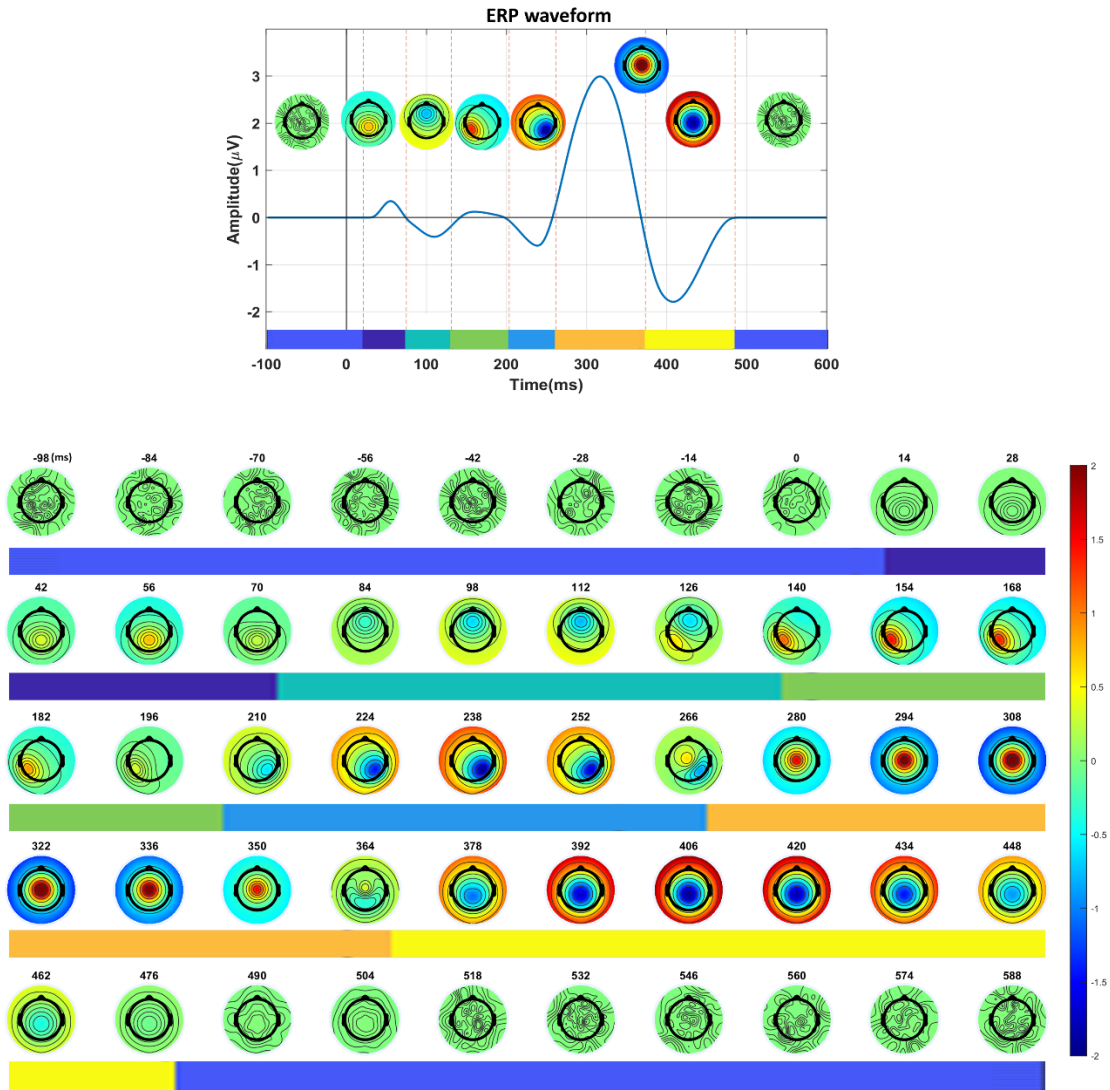 ERP waveform
3
2
1
0
-1
-2
Amplitude(μV)
-100 0 100 200 300 400 500 600
Time(ms)
-98 (ms) -84 -70 -56 -42 -28 -14 0 14 28
42 56 70 84 98 112 126 140 154 168
182 196 210 224 238 252 266 280 294 308
322 336 350 364 378 392 406 420 434 448
462 476 490 504 518 532 546 560 574 588
2
1.5
1
0.5
0
-0.5
-1
-1.5
-2